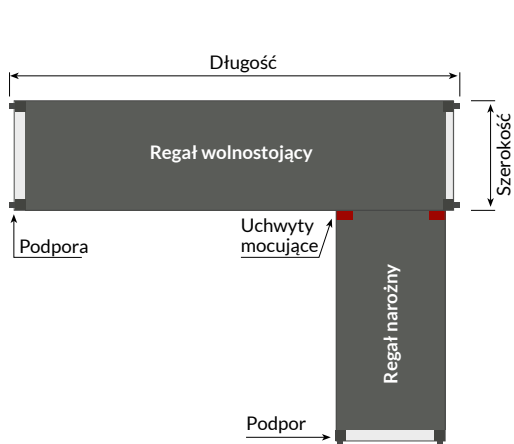 Długość
Regał wolnostojący
Szerokość
Podpora
Uchwyty
mocujące
Regał narożny
Podpor